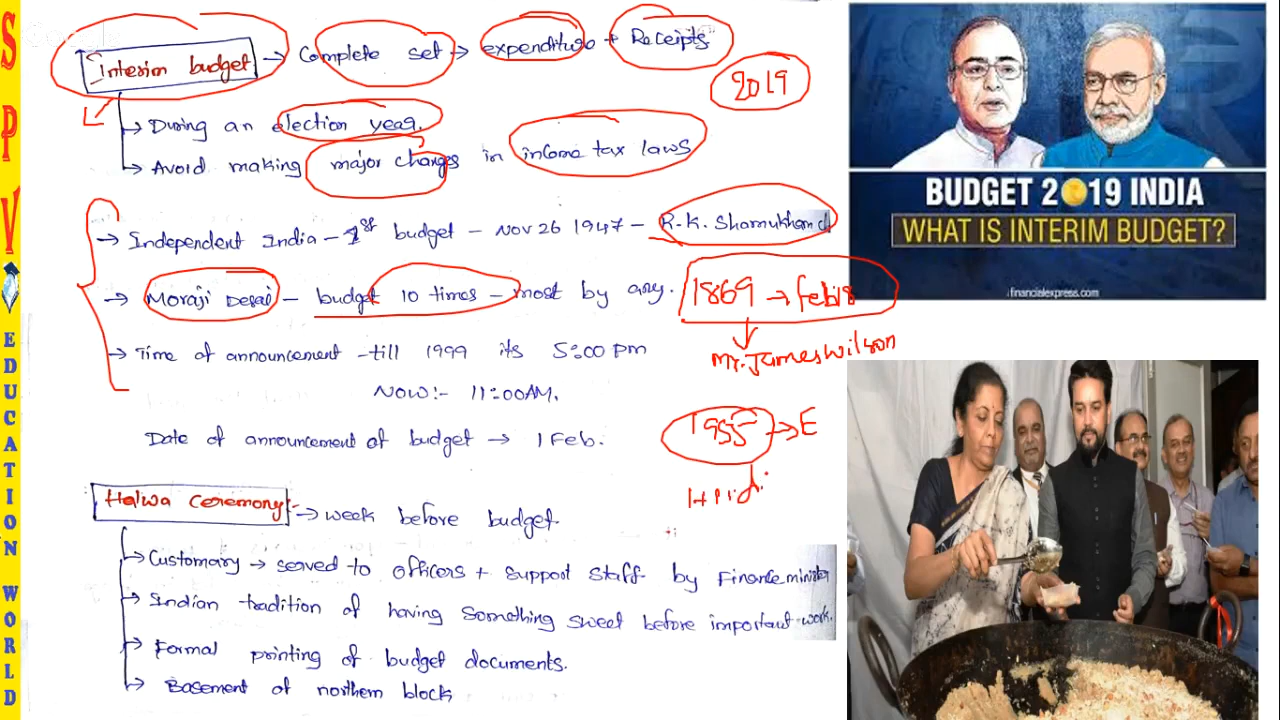 SPV EDUCATION WORLD
Interim budget → Complete set → expenditure + Receipts
2019
→ During an election year.
→ Avoid making major changes in income tax laws
BUDGET 2019 INDIA
WHAT IS INTERIM BUDGET?
financialexpress.com
→ Independent India - 1st budget - Nov 26 1947 - R.K. Shamukham
→ Moraji Desai - budget 10 times - most by any.
1869 → feb 18
Mr. James Wilson
→ Time of announcement - till 1999 its 5:00 pm
NOW:- 11:00AM.
Date of announcement of budget → 1 Feb.
1955 → E
Halwa ceremony → week before budget.
→ Customary → served to officers + support staff by Finance minister
→ Indian tradition of having something sweet before important work.
→ Formal printing of budget documents.
→ Basement of northern block